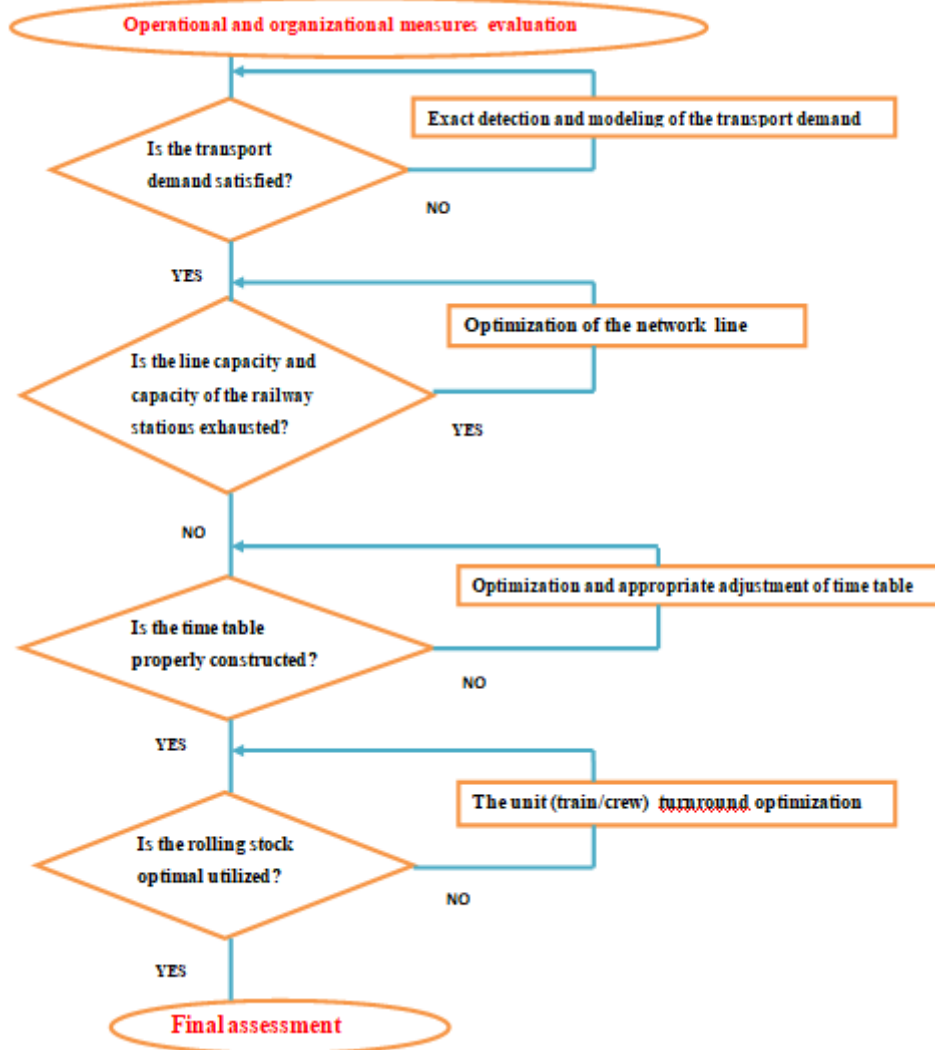 Operational and organizational measures evaluation
Exact detection and modeling of the transport demand
Is the transport
demand satisfied?
NO
YES
Optimization of the network line
Is the line capacity and
capacity of the railway
stations exhausted?
YES
NO
Optimization and appropriate adjustment of time table
Is the time table
properly constructed?
NO
YES
The unit (train/crew) turnround optimization
Is the rolling stock
optimal utilized?
NO
YES
Final assessment